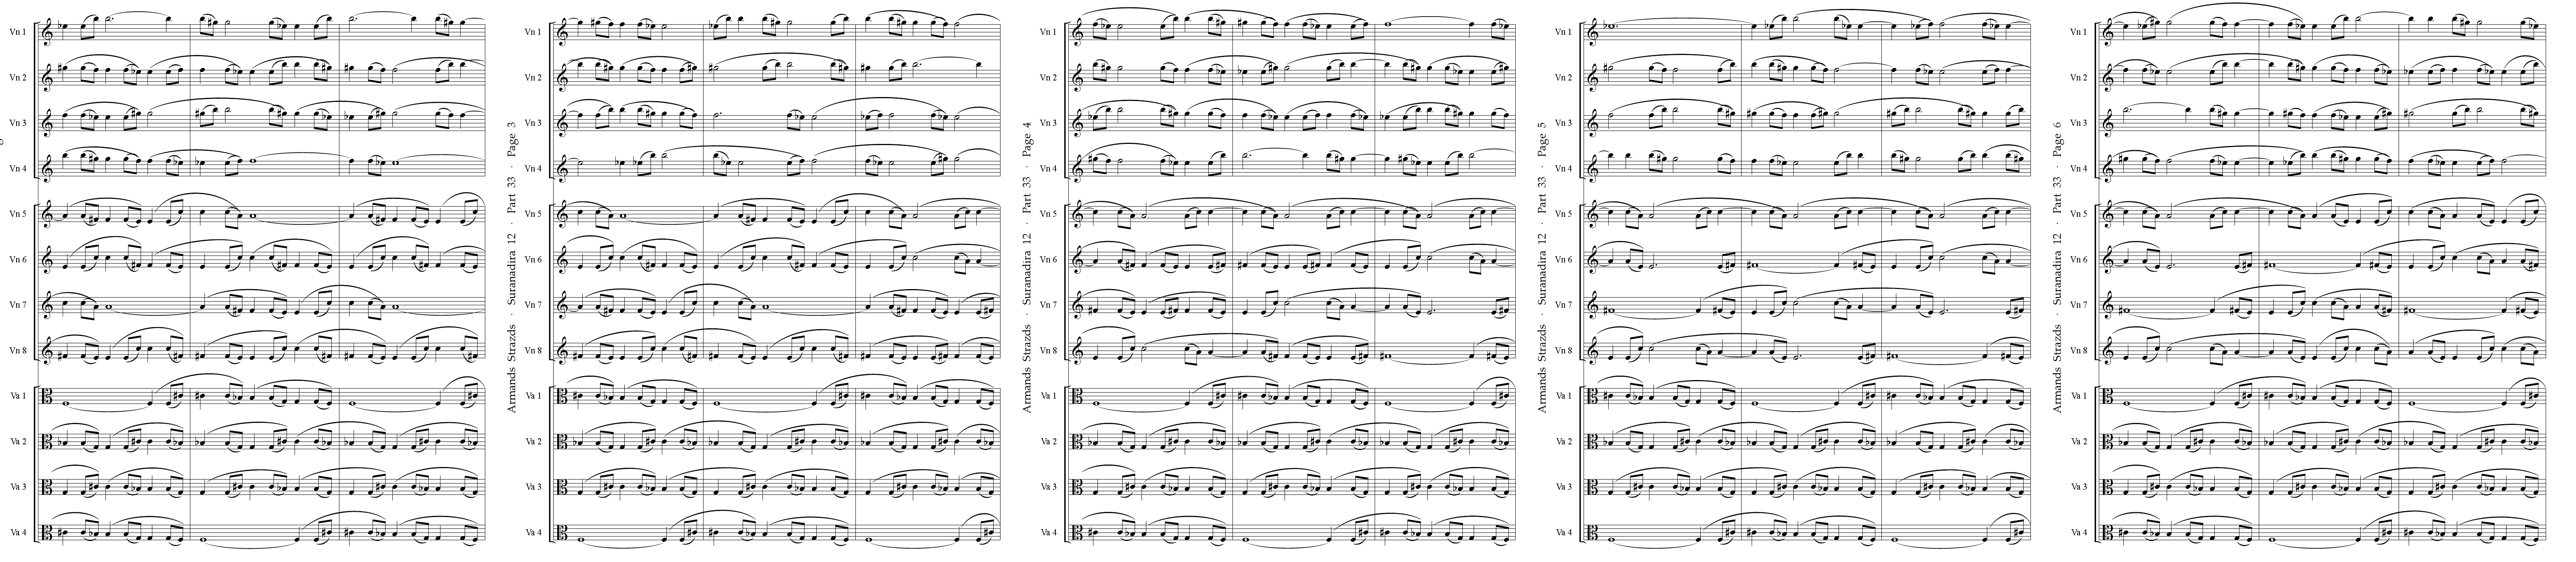 Vn 1
Vn 2
Vn 3
Vn 4
Vn 5
Vn 6
Vn 7
Vn 8
Va 1
Va 2
Va 3
Va 4
Armands Strazds · Suranadira 12 · Part 33 · Page 3
Vn 1
Vn 2
Vn 3
Vn 4
Vn 5
Vn 6
Vn 7
Vn 8
Va 1
Va 2
Va 3
Va 4
Armands Strazds · Suranadira 12 · Part 33 · Page 4
Vn 1
Vn 2
Vn 3
Vn 4
Vn 5
Vn 6
Vn 7
Vn 8
Va 1
Va 2
Va 3
Va 4
Armands Strazds · Suranadira 12 · Part 33 · Page 5
Vn 1
Vn 2
Vn 3
Vn 4
Vn 5
Vn 6
Vn 7
Vn 8
Va 1
Va 2
Va 3
Va 4
Armands Strazds · Suranadira 12 · Part 33 · Page 6
Vn 1
Vn 2
Vn 3
Vn 4
Vn 5
Vn 6
Vn 7
Vn 8
Va 1
Va 2
Va 3
Va 4